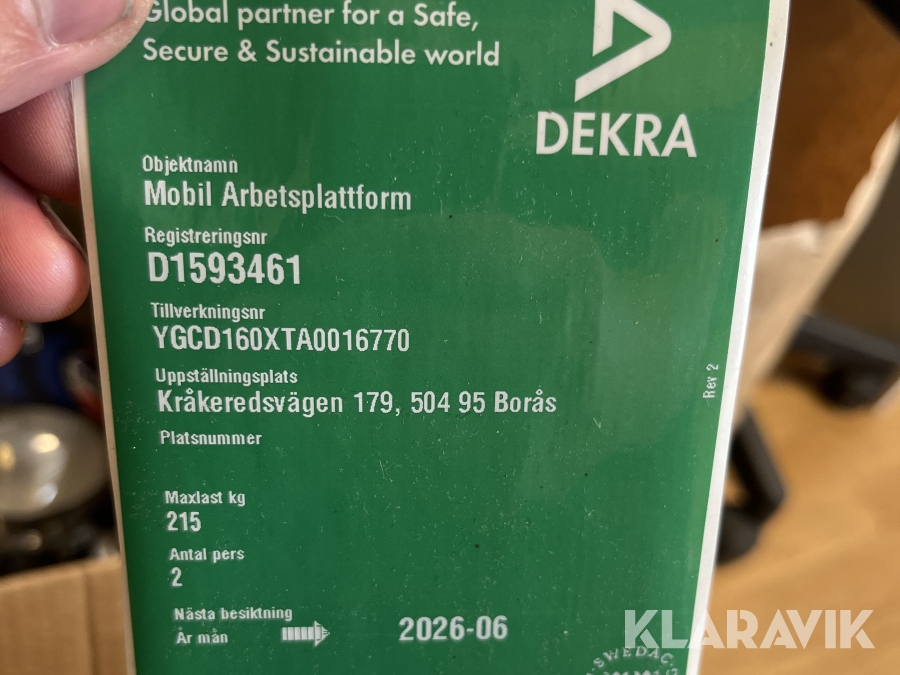 Global partner for a Safe,
Secure & Sustainable world
DEKRA
Objektnamn
Mobil Arbetsplattform
Registreringsnr
D1593461
Tillverkningsnr
YGCD160XTA0016770
Uppställningsplats
Kråkeredsvägen 179, 504 95 Borås
Platsnummer
Rev 2
Maxlast kg
215
Antal pers
2
Nästa besiktning
År mån
2026-06
KLARAVIK
SWEDAC